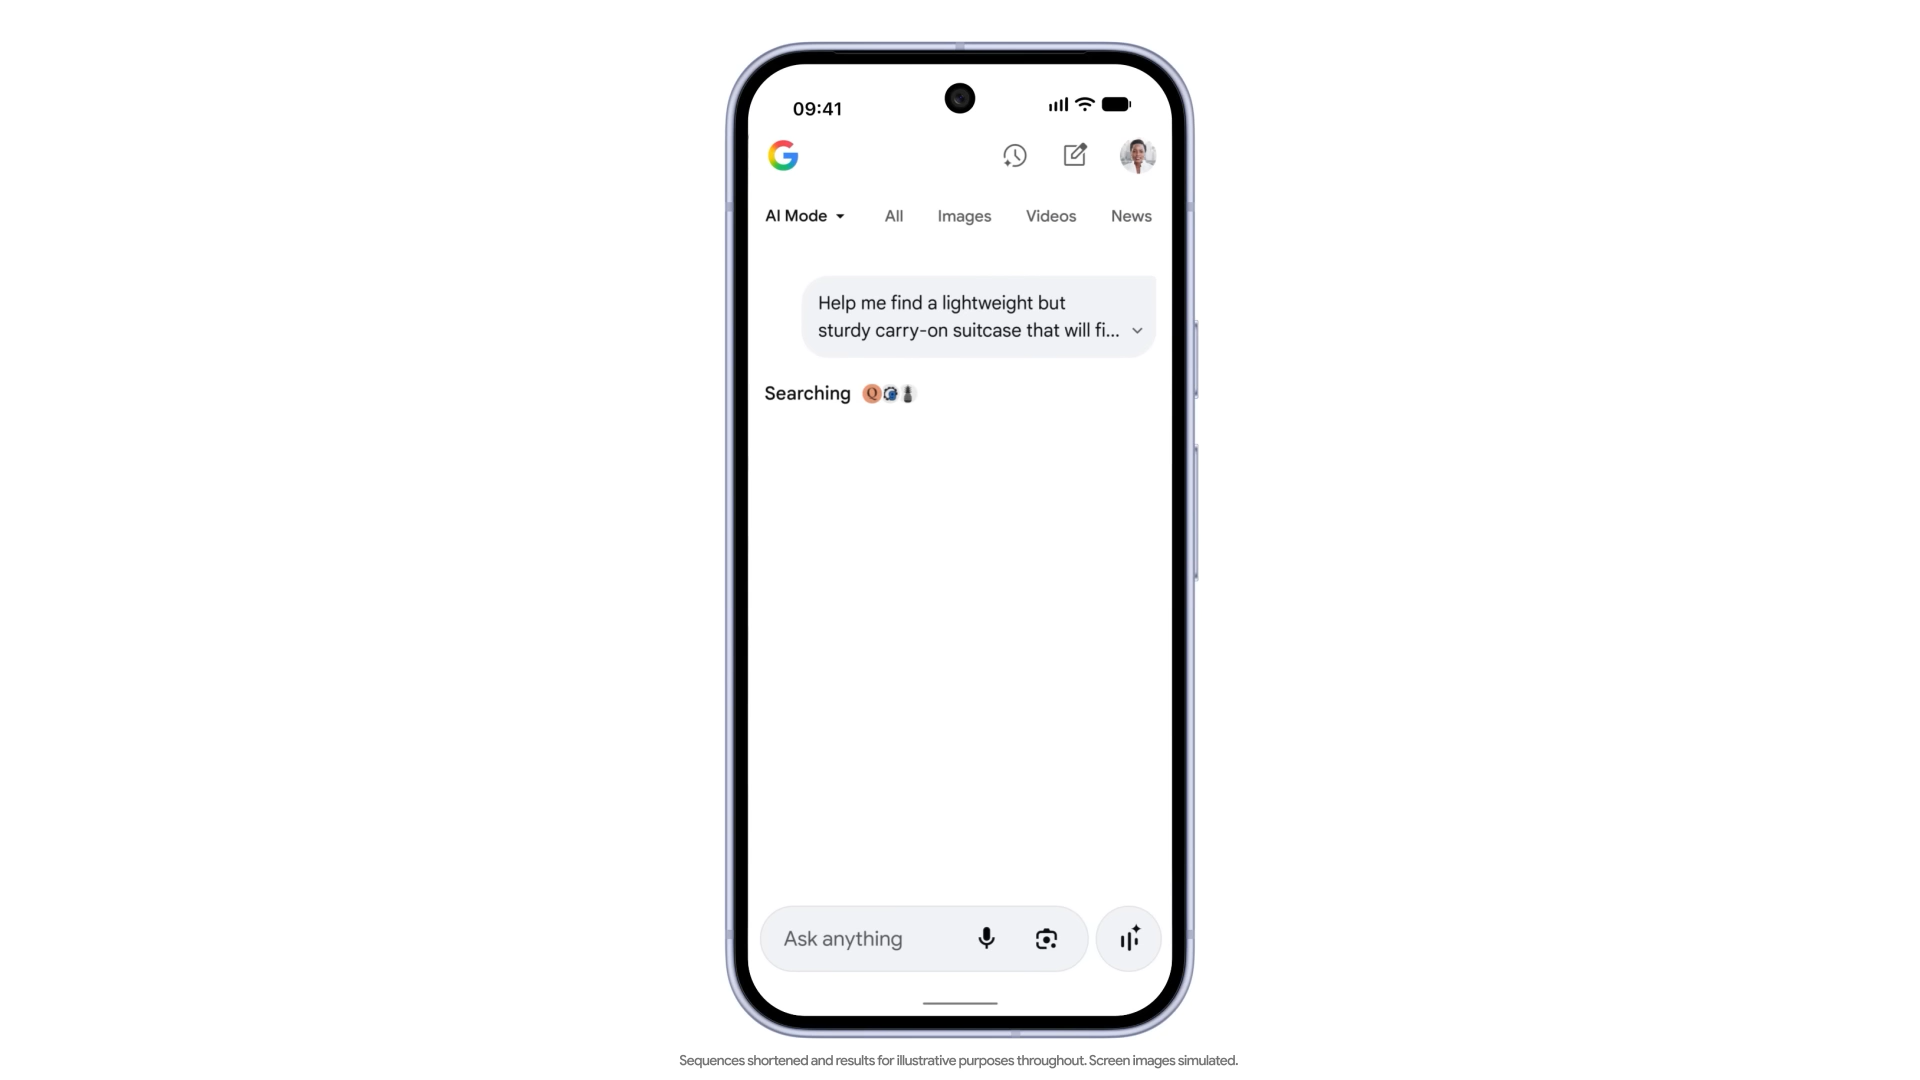 09:41
AI Mode All Images Videos News
Help me find a lightweight but
sturdy carry-on suitcase that will fi...
Searching
Ask anything
Sequences shortened and results for illustrative purposes throughout. Screen images simulated.